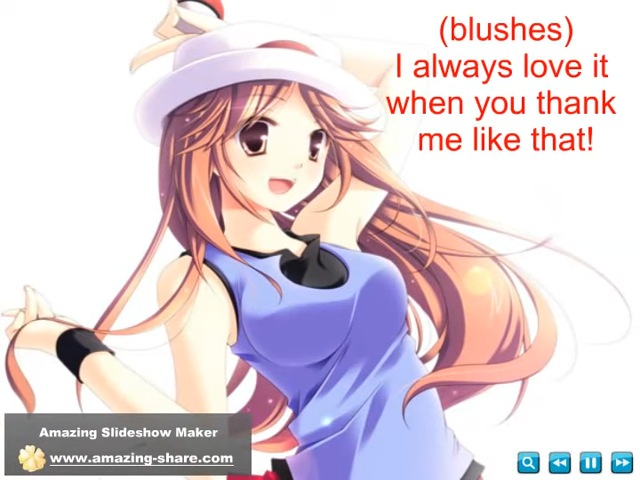 (blushes)
I always love it
when you thank
me like that!
Amazing Slideshow Maker
www.amazing-share.com